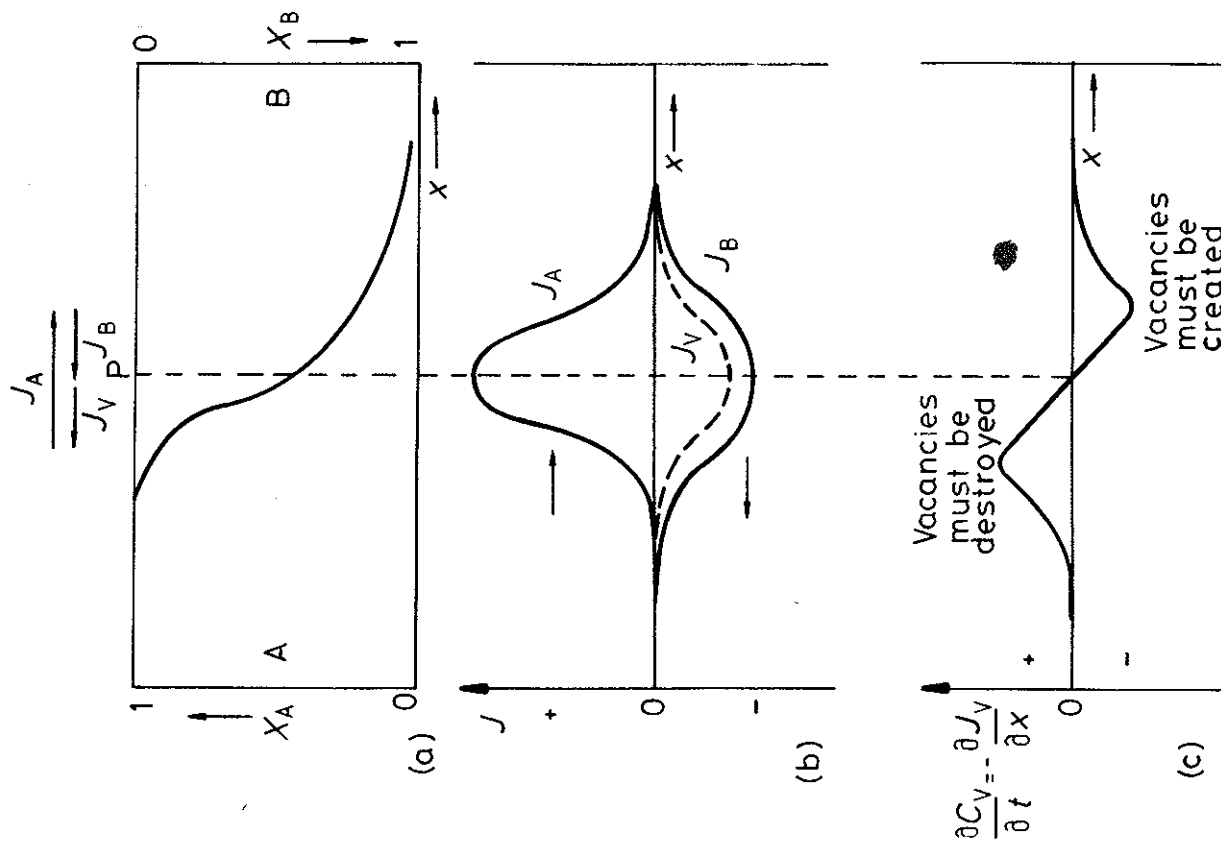 J_A
J_V J_B
P
1
0
X_A
X_B
A
B
0
1
x
(a)
J
+
0
-
J_A
J_V
J_B
x
(b)
∂C_V/∂t = - ∂J_V/∂x
+
0
-
Vacancies
must be
destroyed
Vacancies
must be
created
x
(c)